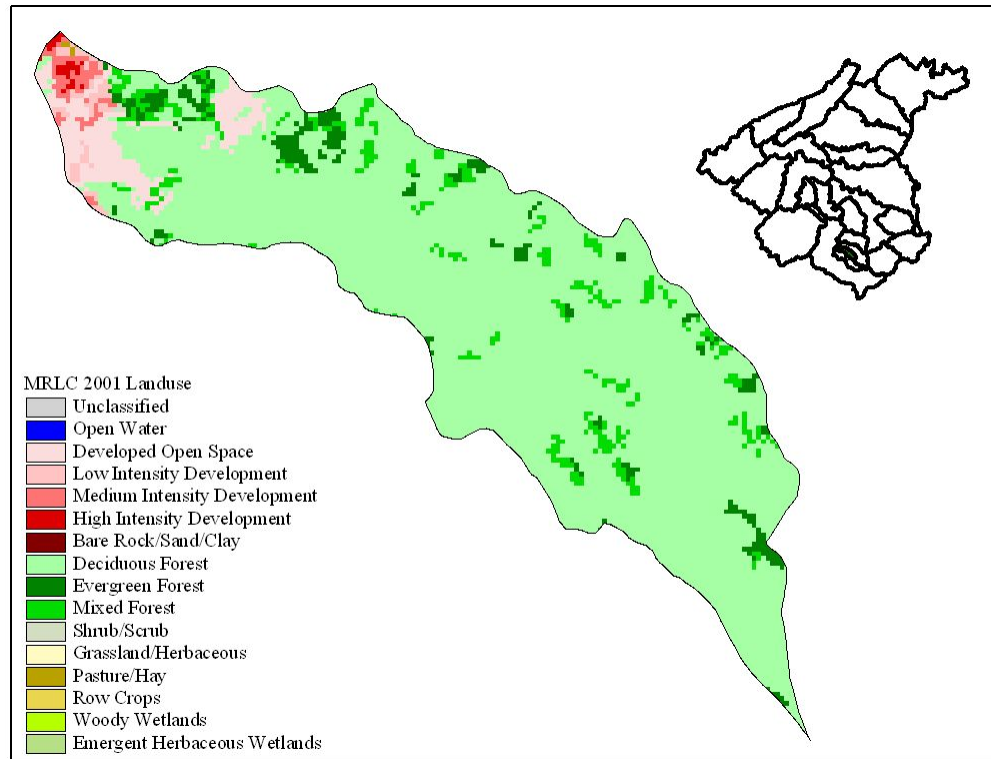 MRLC 2001 Landuse
Unclassified
Open Water
Developed Open Space
Low Intensity Development
Medium Intensity Development
High Intensity Development
Bare Rock/Sand/Clay
Deciduous Forest
Evergreen Forest
Mixed Forest
Shrub/Scrub
Grassland/Herbaceous
Pasture/Hay
Row Crops
Woody Wetlands
Emergent Herbaceous Wetlands